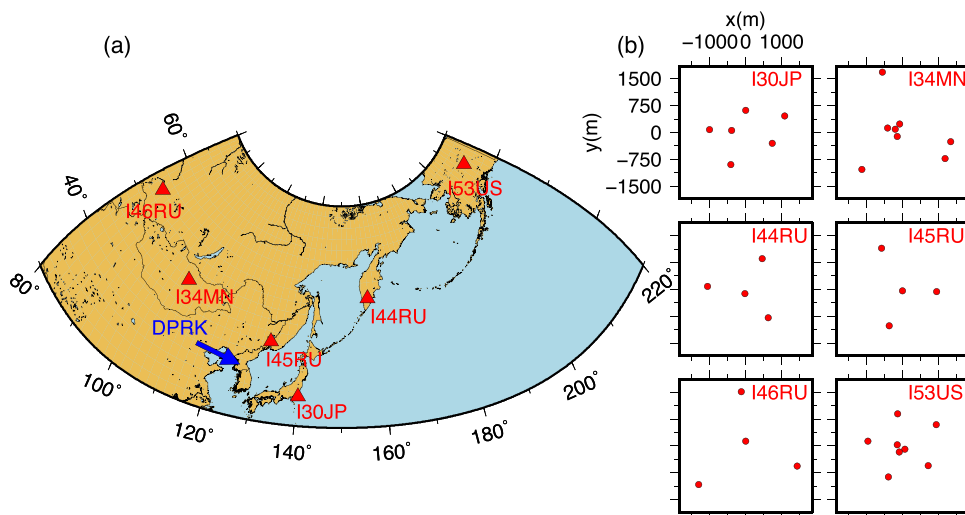 (a)
60°
40°
80°
100°
120°
140°
160°
180°
200°
220°
I46RU
I34MN
DPRK
I45RU
I30JP
I44RU
I53US
(b)
x(m)
−1000 0 1000
y(m)
1500
750
0
−750
−1500
I30JP
I34MN
I44RU
I45RU
I46RU
I53US